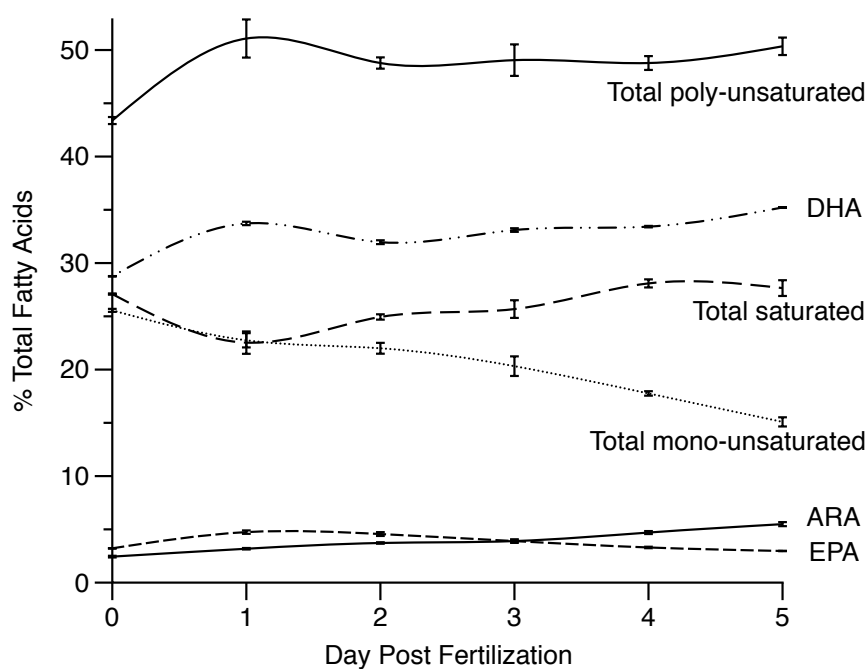 50
Total poly-unsaturated
40
DHA
30
Total saturated
20
Total mono-unsaturated
10
ARA
EPA
0
0 1 2 3 4 5
Day Post Fertilization
% Total Fatty Acids